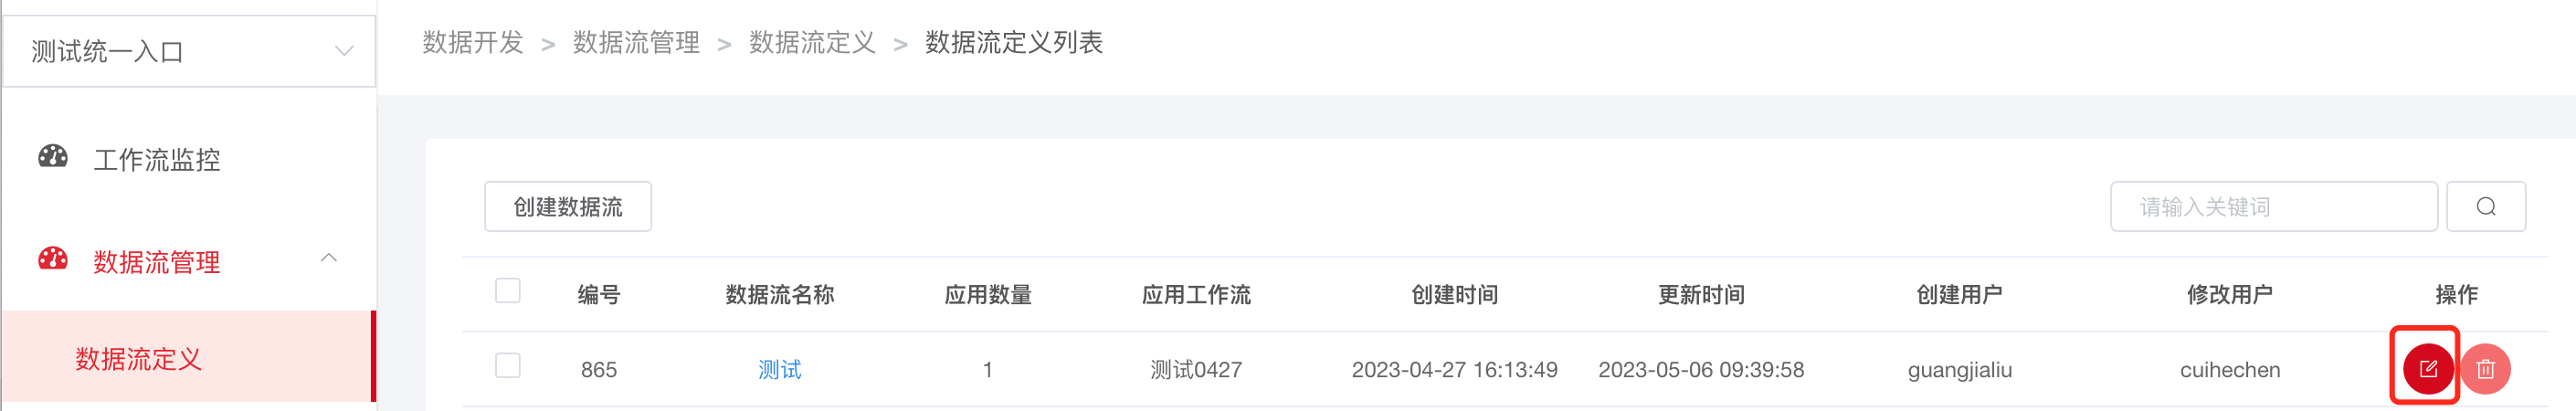 测试统一入口
数据开发 > 数据流管理 > 数据流定义 > 数据流定义列表
工作流监控
数据流管理
数据流定义
创建数据流
请输入关键词
编号 数据流名称 应用数量 应用工作流 创建时间 更新时间 创建用户 修改用户 操作
865 测试 1 测试0427 2023-04-27 16:13:49 2023-05-06 09:39:58 guangjialiu cuihechen